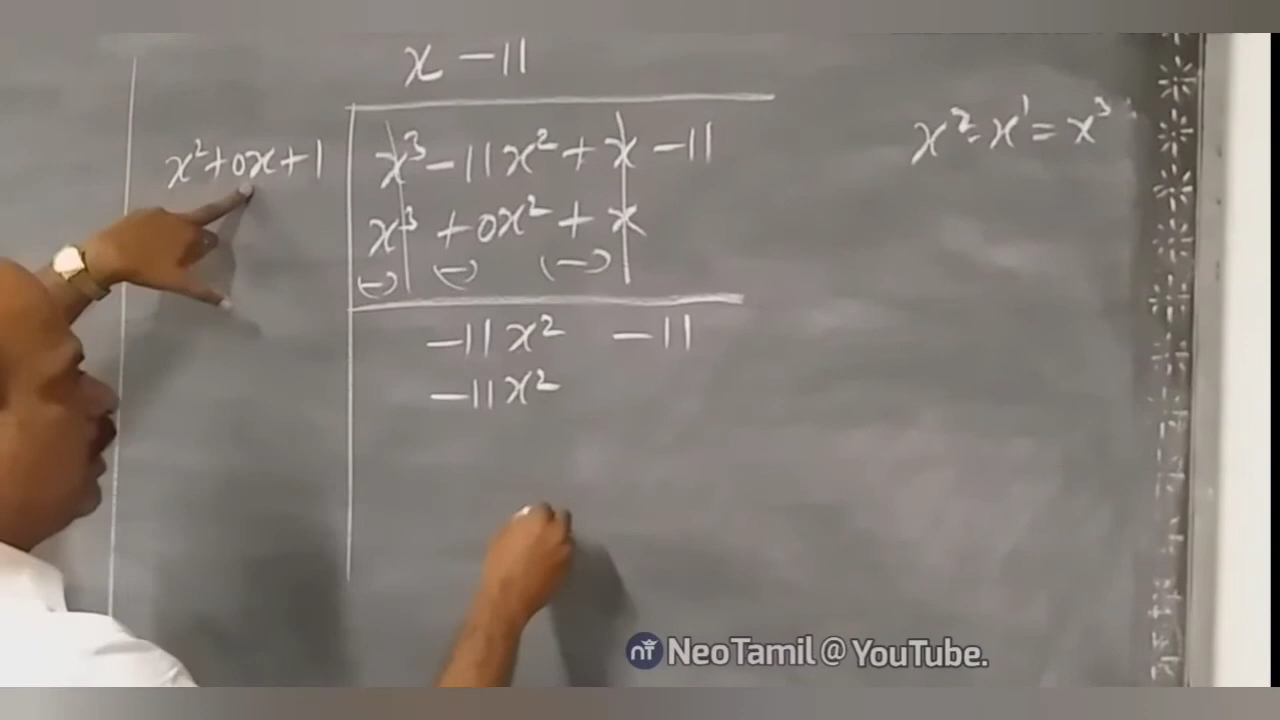 x - 11
x² + 0x + 1
x³ - 11x² + x - 11
x³ + 0x² + x
(-) (-) (-)
-11x² - 11
-11x²
x² · x¹ = x³
NeoTamil @ YouTube.